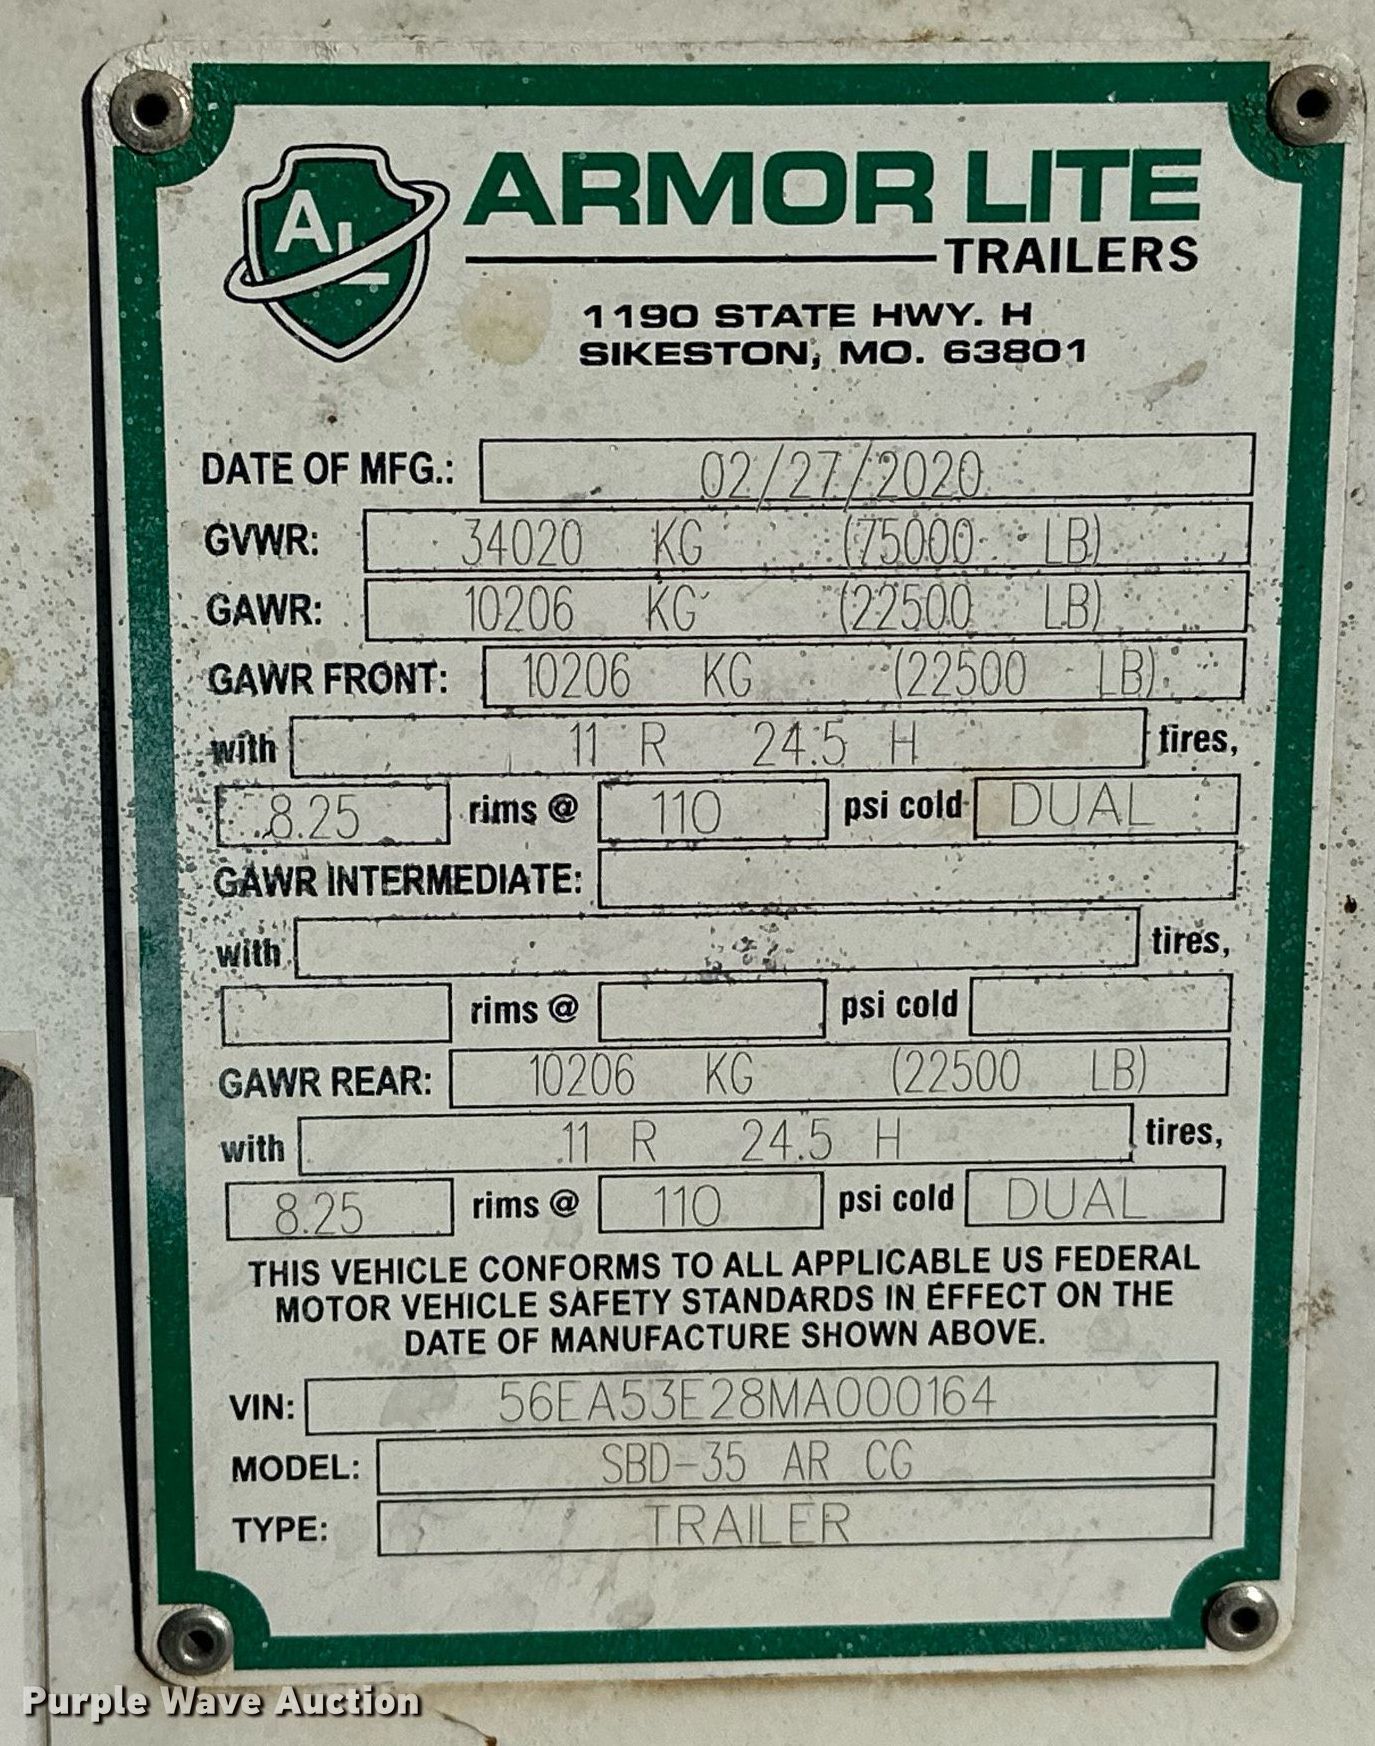 AL
ARMOR LITE
TRAILERS
1190 STATE HWY. H
SIKESTON, MO. 63801
DATE OF MFG.: 02/27/2020
GVWR: 34020 KG (75000 LB)
GAWR: 10206 KG (22500 LB)
GAWR FRONT: 10206 KG (22500 LB)
with 11 R 24.5 H tires,
8.25 rims @ 110 psi cold DUAL
GAWR INTERMEDIATE:
with tires,
rims @ psi cold
GAWR REAR: 10206 KG (22500 LB)
with 11 R 24.5 H tires,
8.25 rims @ 110 psi cold DUAL
THIS VEHICLE CONFORMS TO ALL APPLICABLE US FEDERAL
MOTOR VEHICLE SAFETY STANDARDS IN EFFECT ON THE
DATE OF MANUFACTURE SHOWN ABOVE.
VIN: 56EA53E28MA000164
MODEL: SBD-35 AR CG
TYPE: TRAILER
Purple Wave Auction